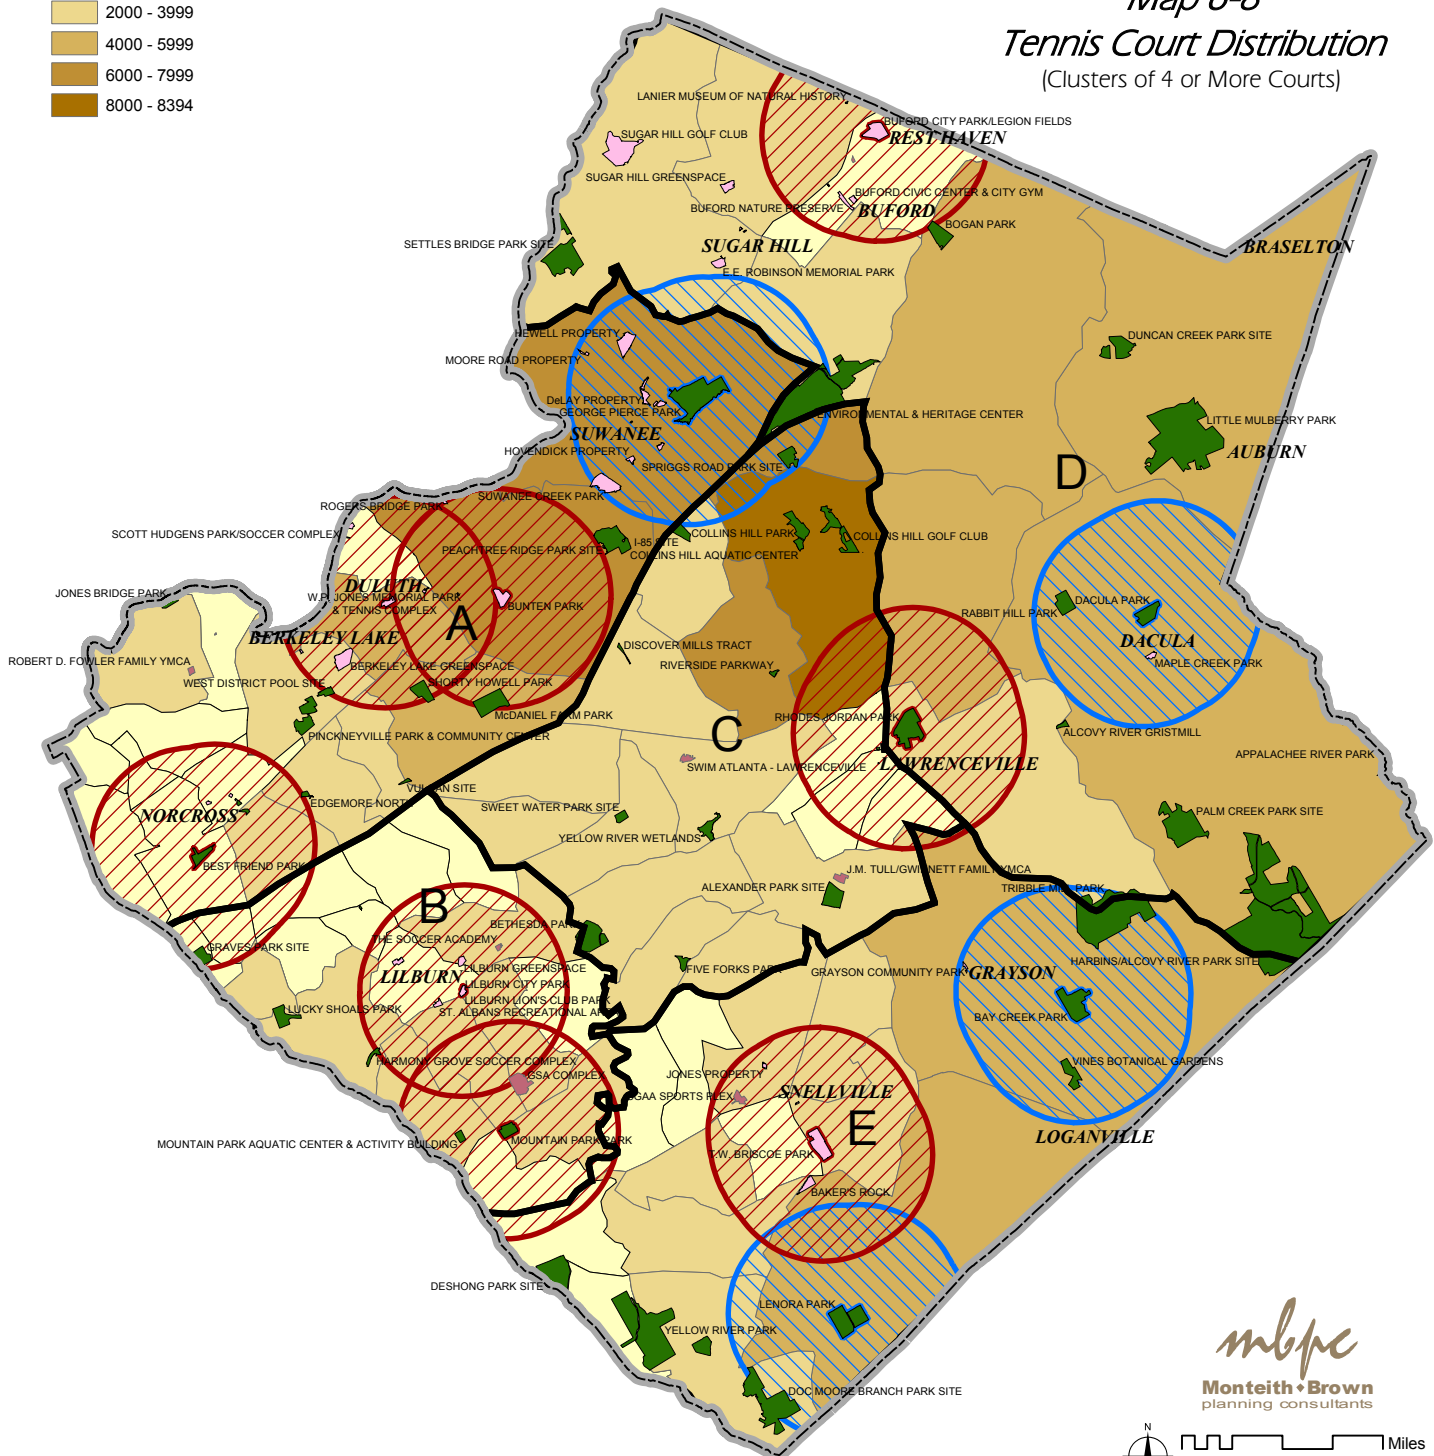 2000 - 3999
4000 - 5999
6000 - 7999
8000 - 8394
Tennis Court Distribution
(Clusters of 4 or More Courts)
LANIER MUSEUM OF NATURAL HISTORY
BUFORD CITY PARK/LEGION FIELDS
REST HAVEN
SUGAR HILL GOLF CLUB
SUGAR HILL GREENSPACE
BUFORD CIVIC CENTER & CITY GYM
BUFORD NATURE PRESERVE
BUFORD
BOGAN PARK
SETTLES BRIDGE PARK SITE
SUGAR HILL
BRASELTON
E.E. ROBINSON MEMORIAL PARK
HEWELL PROPERTY
DUNCAN CREEK PARK SITE
MOORE ROAD PROPERTY
DeLAY PROPERTY
GEORGE PIERCE PARK
ENVIRONMENTAL & HERITAGE CENTER
LITTLE MULBERRY PARK
SUWANEE
AUBURN
HOVENDICK PROPERTY
SPRIGGS ROAD PARK SITE
D
SUWANEE CREEK PARK
ROGERS BRIDGE PARK
SCOTT HUDGENS PARK/SOCCER COMPLEX
COLLINS HILL PARK
COLLINS HILL GOLF CLUB
I-85 SITE
PEACHTREE RIDGE PARK SITE
COLLINS HILL AQUATIC CENTER
JONES BRIDGE PARK
DULUTH
W.P. JONES MEMORIAL PARK
& TENNIS COMPLEX
BUNTEN PARK
DACULA PARK
RABBIT HILL PARK
A
BERKELEY LAKE
DACULA
DISCOVER MILLS TRACT
ROBERT D. FOWLER FAMILY YMCA
BERKELEY LAKE GREENSPACE
RIVERSIDE PARKWAY
MAPLE CREEK PARK
WEST DISTRICT POOL SITE
SHORTY HOWELL PARK
McDANIEL FARM PARK
RHODES JORDAN PARK
PINCKNEYVILLE PARK & COMMUNITY CENTER
C
ALCOVY RIVER GRISTMILL
APPALACHEE RIVER PARK
SWIM ATLANTA - LAWRENCEVILLE
LAWRENCEVILLE
VULCAN SITE
EDGEMORE NORTH
SWEET WATER PARK SITE
PALM CREEK PARK SITE
NORCROSS
YELLOW RIVER WETLANDS
BEST FRIEND PARK
J.M. TULL/GWINNETT FAMILY YMCA
ALEXANDER PARK SITE
TRIBBLE MILL PARK
B
BETHESDA PARK
THE SOCCER ACADEMY
GRAVES PARK SITE
HARBINS/ALCOVY RIVER PARK SITE
LILBURN GREENSPACE
FIVE FORKS PARK
GRAYSON COMMUNITY PARK
GRAYSON
LILBURN
LILBURN CITY PARK
LILBURN LION'S CLUB PARK
LUCKY SHOALS PARK
ST. ALBANS RECREATIONAL AREA
BAY CREEK PARK
HARMONY GROVE SOCCER COMPLEX
VINES BOTANICAL GARDENS
GSA COMPLEX
JONES PROPERTY
SNELLVILLE
SGAA SPORTS PLEX
E
LOGANVILLE
MOUNTAIN PARK AQUATIC CENTER & ACTIVITY BUILDING
MOUNTAIN PARK PARK
T.W. BRISCOE PARK
BAKER'S ROCK
DESHONG PARK SITE
LENORA PARK
YELLOW RIVER PARK
DOC MOORE BRANCH PARK SITE
mbpc
Monteith Brown
planning consultants
N
Miles